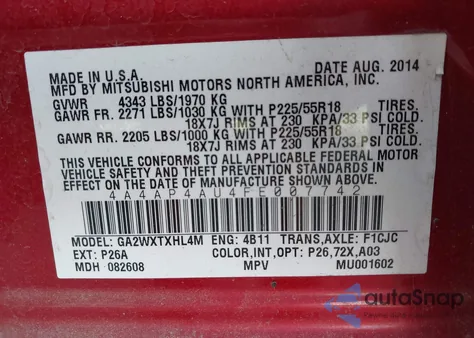 MADE IN U.S.A. DATE AUG. 2014
BY MITSUBISHI MOTORS NORTH AMERICA, INC.
GVWR 4343 LBS/1970 KG
GAWR FR. 2271 LBS/1030 KG WITH P225/55R18 TIRES.
18X7J RIMS AT 230 KPA/33 PSI COLD.
GAWR RR. 2205 LBS/1000 KG WITH P225/55R18 TIRES.
18X7J RIMS AT 230 KPA/33 PSI COLD.
THIS VEHICLE CONFORMS TO ALL APPLICABLE FEDERAL MOTOR
VEHICLE SAFETY AND THEFT PREVENTION STANDARDS IN
EFFECT ON THE DATE OF MANUFACTURE SHOWN ABOVE.
4A4AP4AU4FE007742
MODEL: GA2WXTXHL4M ENG: 4B11 TRANS,AXLE: F1CJC
EXT: P26A COLOR,INT,OPT: P26,72X,A03
MDH 082608 MPV MU001602
autoSnap